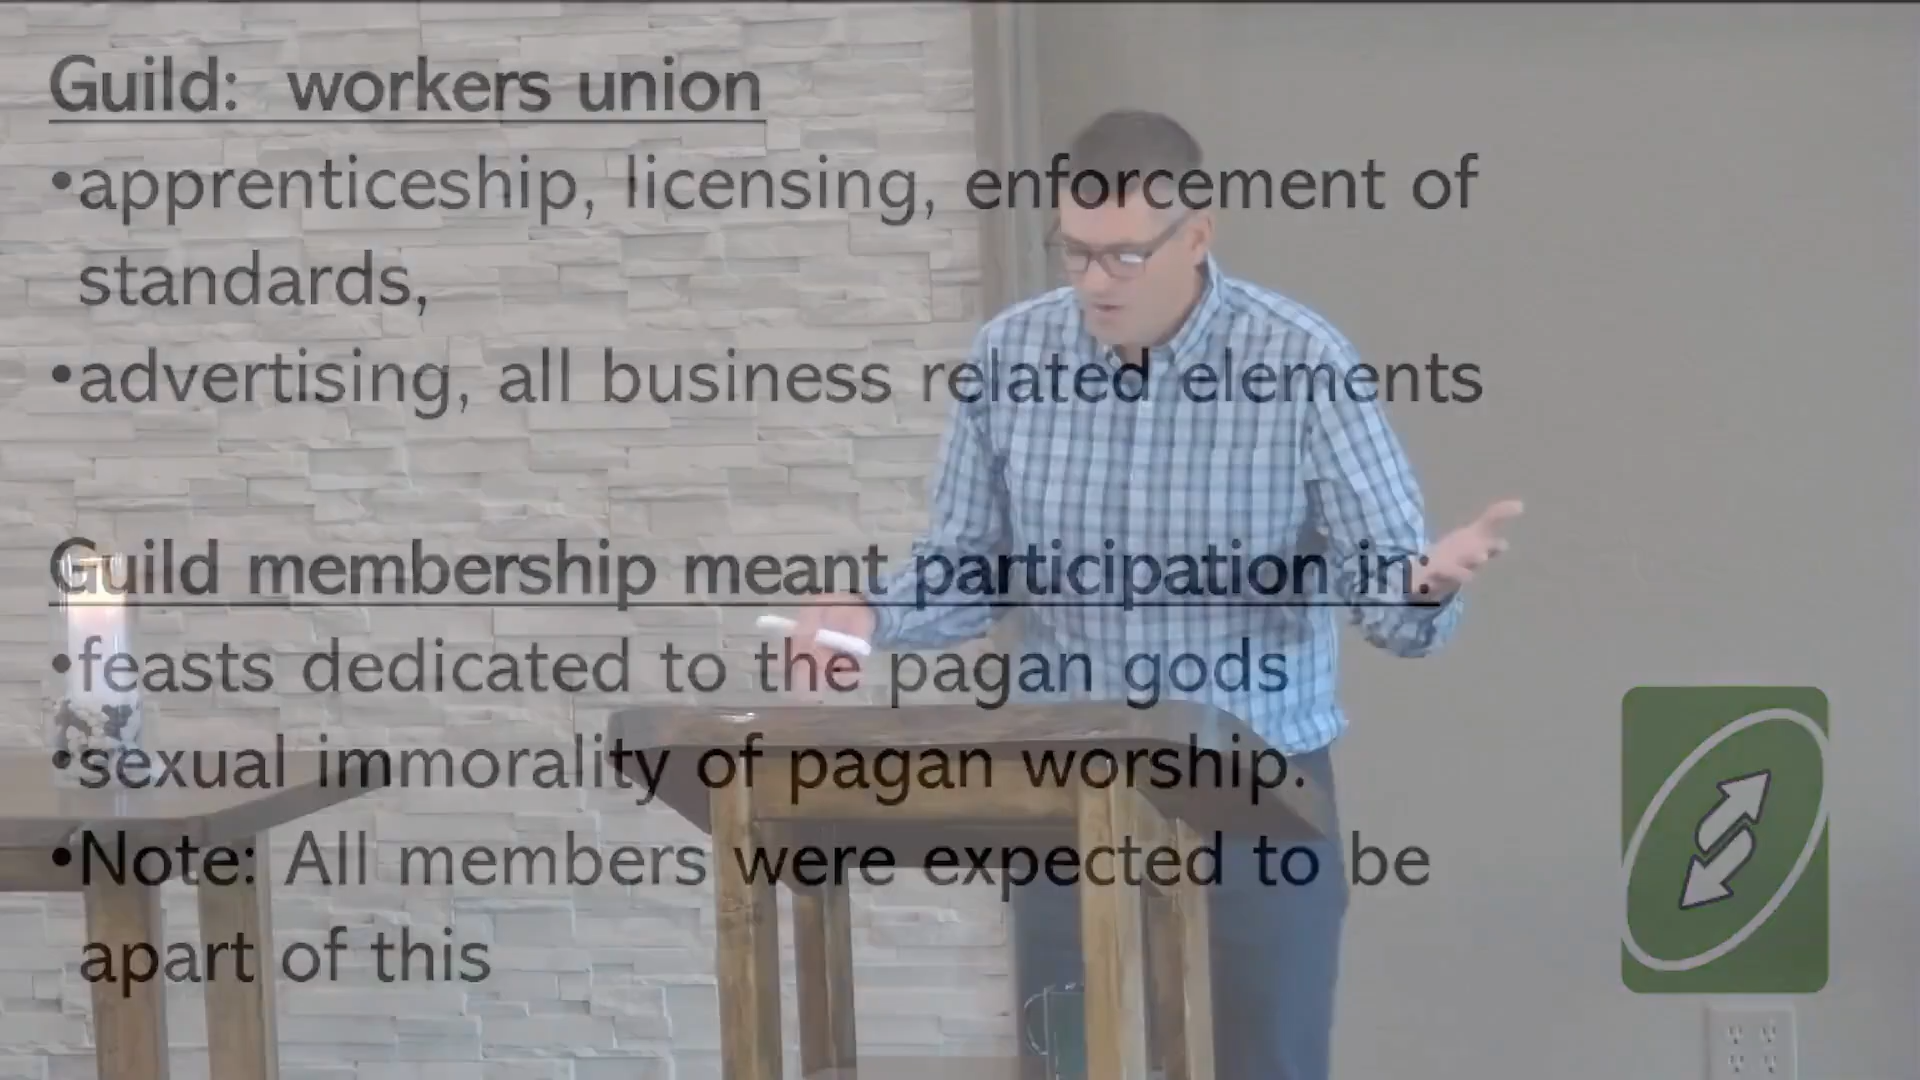 Guild:  workers union
•apprenticeship, licensing, enforcement of
standards,
•advertising, all business related elements
Guild membership meant participation in:
•feasts dedicated to the pagan gods
•sexual immorality of pagan worship.
•Note: All members were expected to be
apart of this